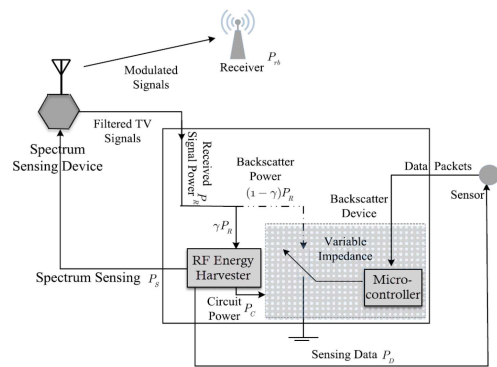 Receiver P_rb
Modulated
Signals
Filtered TV
Signals
Spectrum
Sensing Device
Received
Signal Power P_R
Backscatter
Power
(1 − γ)P_R
Data Packets
Sensor
Backscatter
Device
γP_R
Variable
Impedance
RF Energy
Harvester
Micro-
controller
Spectrum Sensing P_S
Circuit
Power P_C
Sensing Data P_D